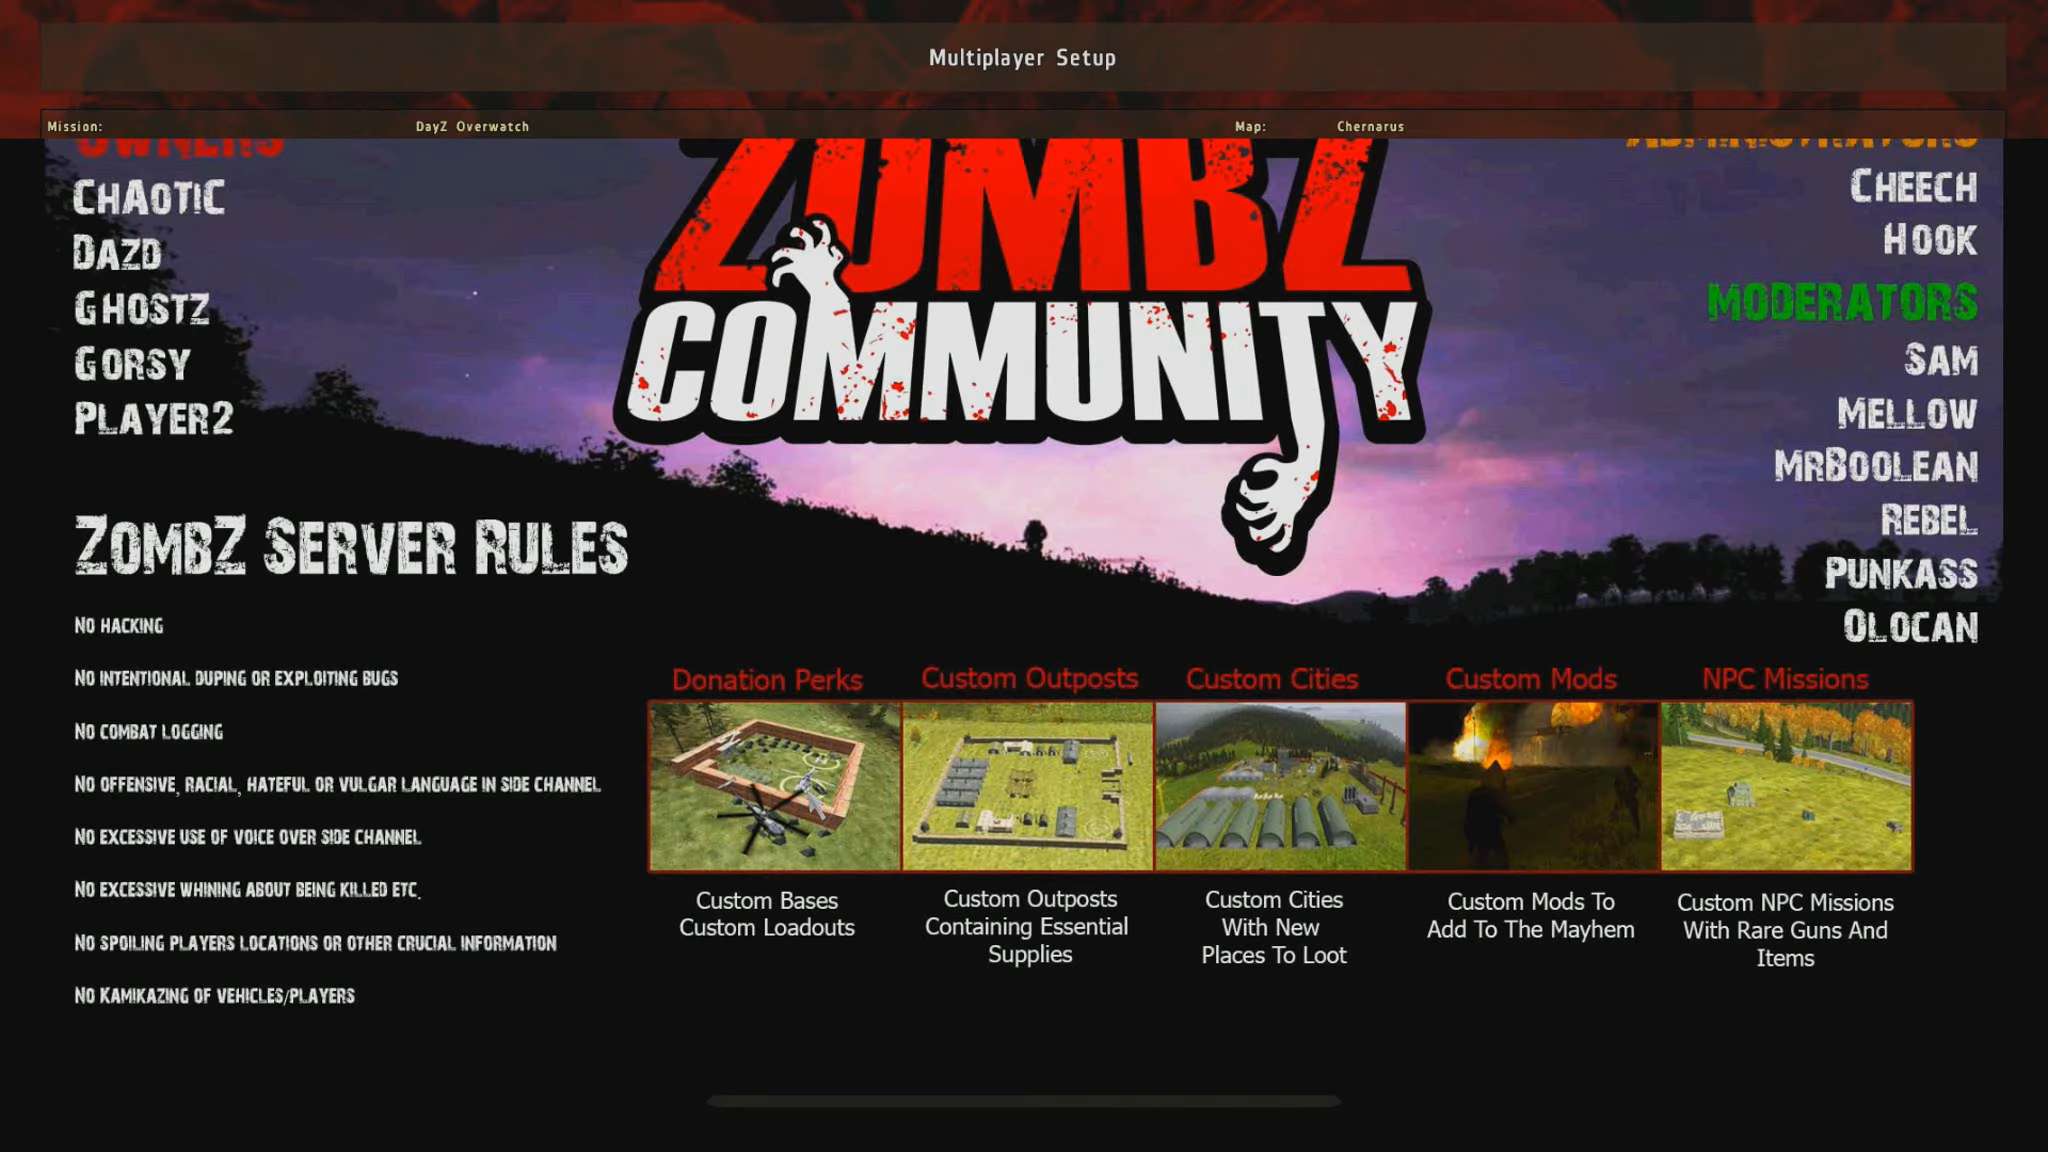 Multiplayer Setup
Mission: DayZ Overwatch Map: Chernarus
OWNERS
CHAOTIC
DAZD
GHOSTZ
GORSY
PLAYER2
ZOMBZ
COMMUNITY
ADMINISTRATORS
CHEECH
HOOK
MODERATORS
SAM
MELLOW
MRBOOLEAN
REBEL
PUNKASS
OLOCAN
ZOMBZ SERVER RULES
NO HACKING
NO INTENTIONAL DUPING OR EXPLOITING BUGS
NO COMBAT LOGGING
NO OFFENSIVE, RACIAL, HATEFUL OR VULGAR LANGUAGE IN SIDE CHANNEL
NO EXCESSIVE USE OF VOICE OVER SIDE CHANNEL
NO EXCESSIVE WHINING ABOUT BEING KILLED ETC.
NO SPOILING PLAYERS LOCATIONS OR OTHER CRUCIAL INFORMATION
NO KAMIKAZING OF VEHICLES/PLAYERS
Donation Perks
Custom Bases
Custom Loadouts
Custom Outposts
Custom Outposts
Containing Essential
Supplies
Custom Cities
Custom Cities
With New
Places To Loot
Custom Mods
Custom Mods To
Add To The Mayhem
NPC Missions
Custom NPC Missions
With Rare Guns And
Items